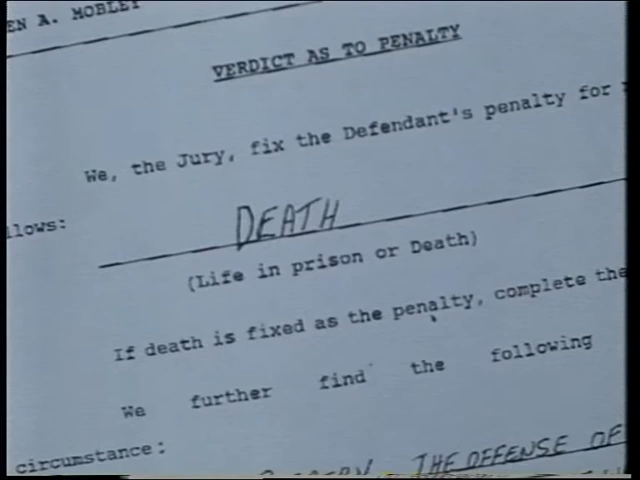 EN A. MOBLEY
VERDICT AS TO PENALTY
We, the Jury, fix the Defendant's penalty for
llows:
DEATH
(Life in prison or Death)
If death is fixed as the penalty, complete the
We further find the following
circumstance:
THE OFFENSE OF